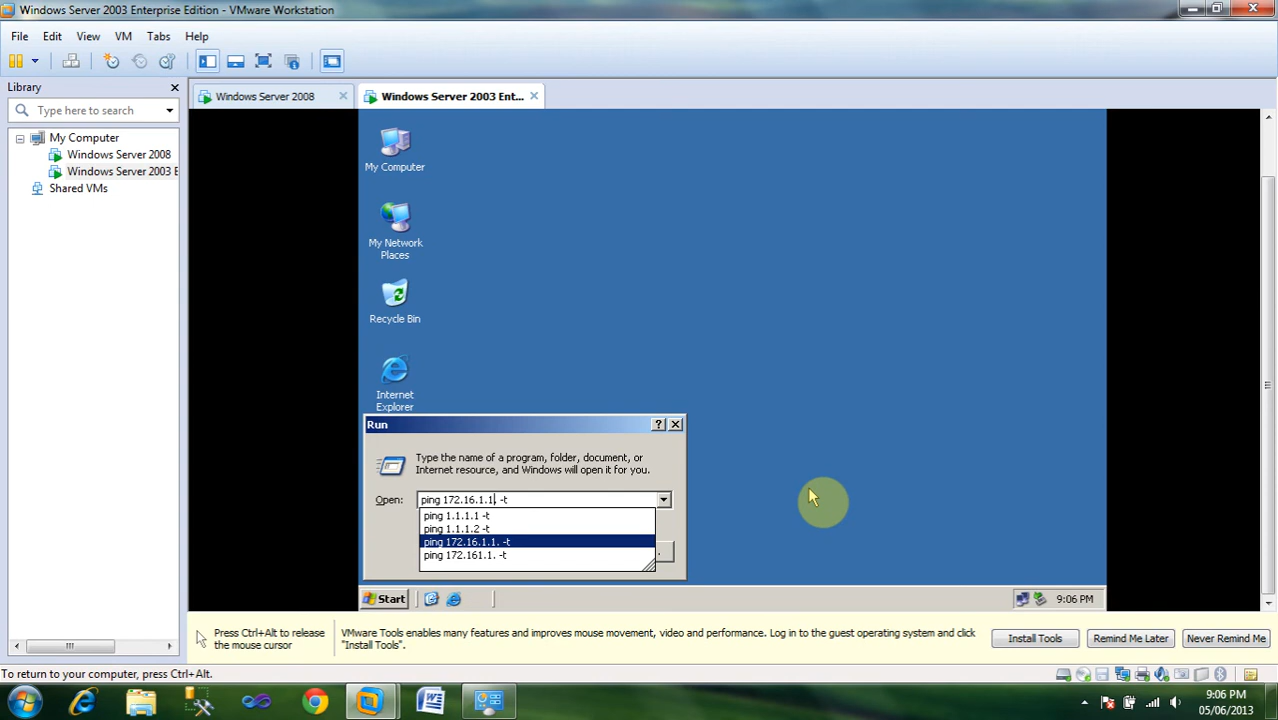 Windows Server 2003 Enterprise Edition - VMware Workstation
File Edit View VM Tabs Help
Library
Type here to search
My Computer
Windows Server 2008
Windows Server 2003 E
Shared VMs
Windows Server 2008
Windows Server 2003 Ent...
My Computer
My Network
Places
Recycle Bin
Internet
Explorer
Run
Type the name of a program, folder, document, or
Internet resource, and Windows will open it for you.
Open: ping 172.16.1.1. -t
ping 1.1.1.1 -t
ping 1.1.1.2 -t
ping 172.16.1.1. -t
ping 172.161.1. -t
Start
9:06 PM
Press Ctrl+Alt to release
the mouse cursor
VMware Tools enables many features and improves mouse movement, video and performance. Log in to the guest operating system and click
"Install Tools".
Install Tools
Remind Me Later
Never Remind Me
To return to your computer, press Ctrl+Alt.
9:06 PM
05/06/2013